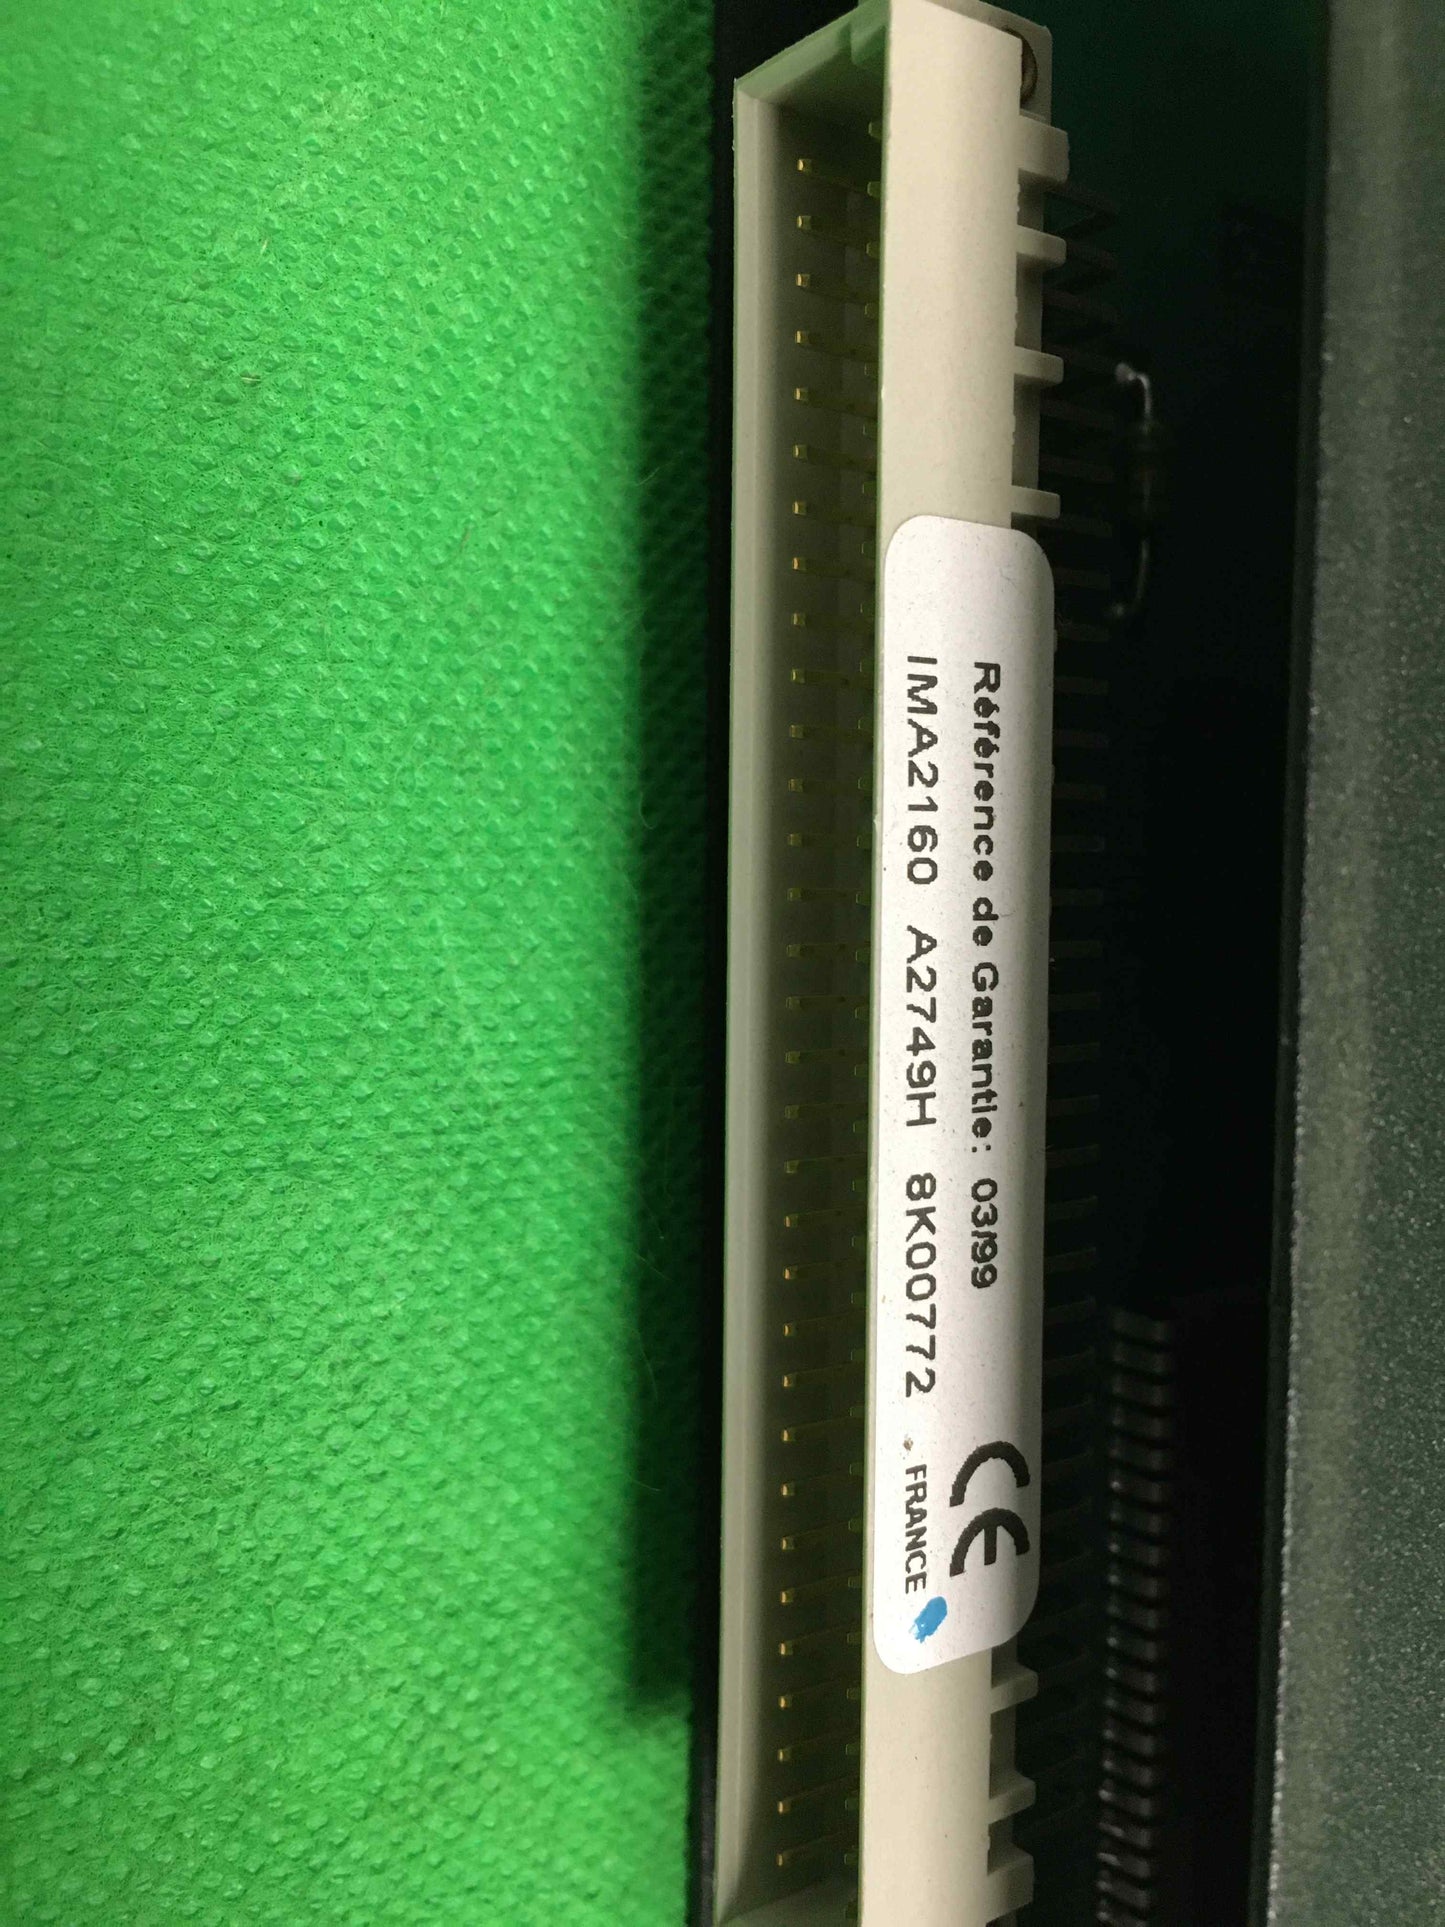 Référence de Garantie: 03/99
IMA2160 A2749H 8K00772
CE
FRANCE